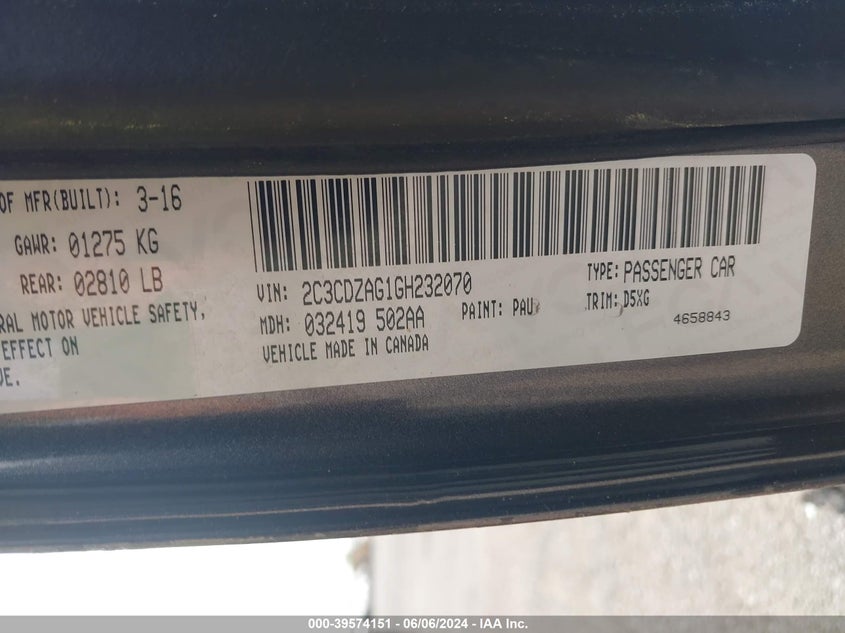 OF MFR(BUILT): 3-16
GAWR: 01275 KG
REAR: 02810 LB
RAL MOTOR VEHICLE SAFETY,
EFFECT ON
VIN: 2C3CDZAG1GH232070
TYPE: PASSENGER CAR
MDH: 032419 502AA
PAINT: PAU
TRIM: D5XG
VEHICLE MADE IN CANADA
4658843
000-39574151 - 06/06/2024 - IAA Inc.